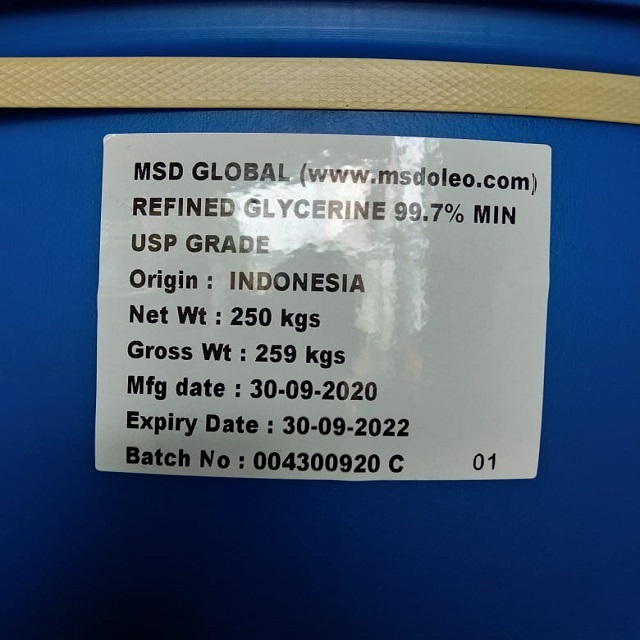 MSD GLOBAL (www.msdoleo.com)
REFINED GLYCERINE 99.7% MIN
USP GRADE
Origin : INDONESIA
Net Wt : 250 kgs
Gross Wt : 259 kgs
Mfg date : 30-09-2020
Expiry Date : 30-09-2022
Batch No : 004300920 C 01